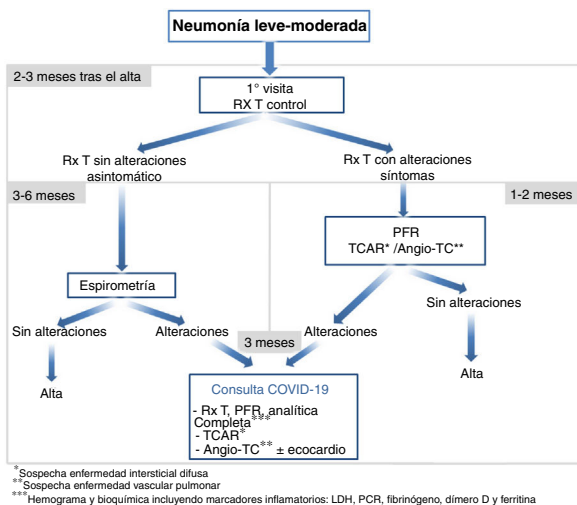 Neumonía leve-moderada
2-3 meses tras el alta
1° visita
RX T control
Rx T sin alteraciones
asintomático
Rx T con alteraciones
síntomas
3-6 meses
1-2 meses
PFR
TCAR* /Angio-TC**
Espirometría
Sin alteraciones
Sin alteraciones
Alteraciones
Alteraciones
3 meses
Alta
Alta
Consulta COVID-19
- Rx T, PFR, analítica
Completa***
- TCAR*
- Angio-TC** ± ecocardio
*Sospecha enfermedad intersticial difusa
**Sospecha enfermedad vascular pulmonar
***Hemograma y bioquímica incluyendo marcadores inflamatorios: LDH, PCR, fibrinógeno, dímero D y ferritina